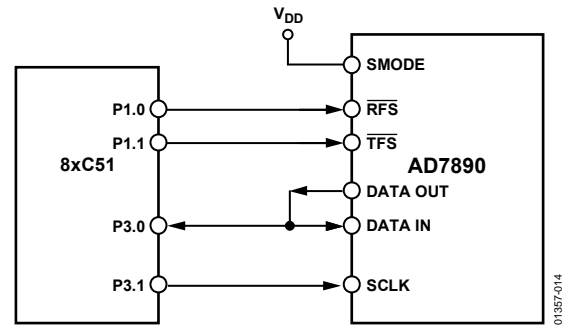 VDD
SMODE
P1.0
RFS
P1.1
TFS
8xC51
AD7890
DATA OUT
P3.0
DATA IN
P3.1
SCLK
01357-014